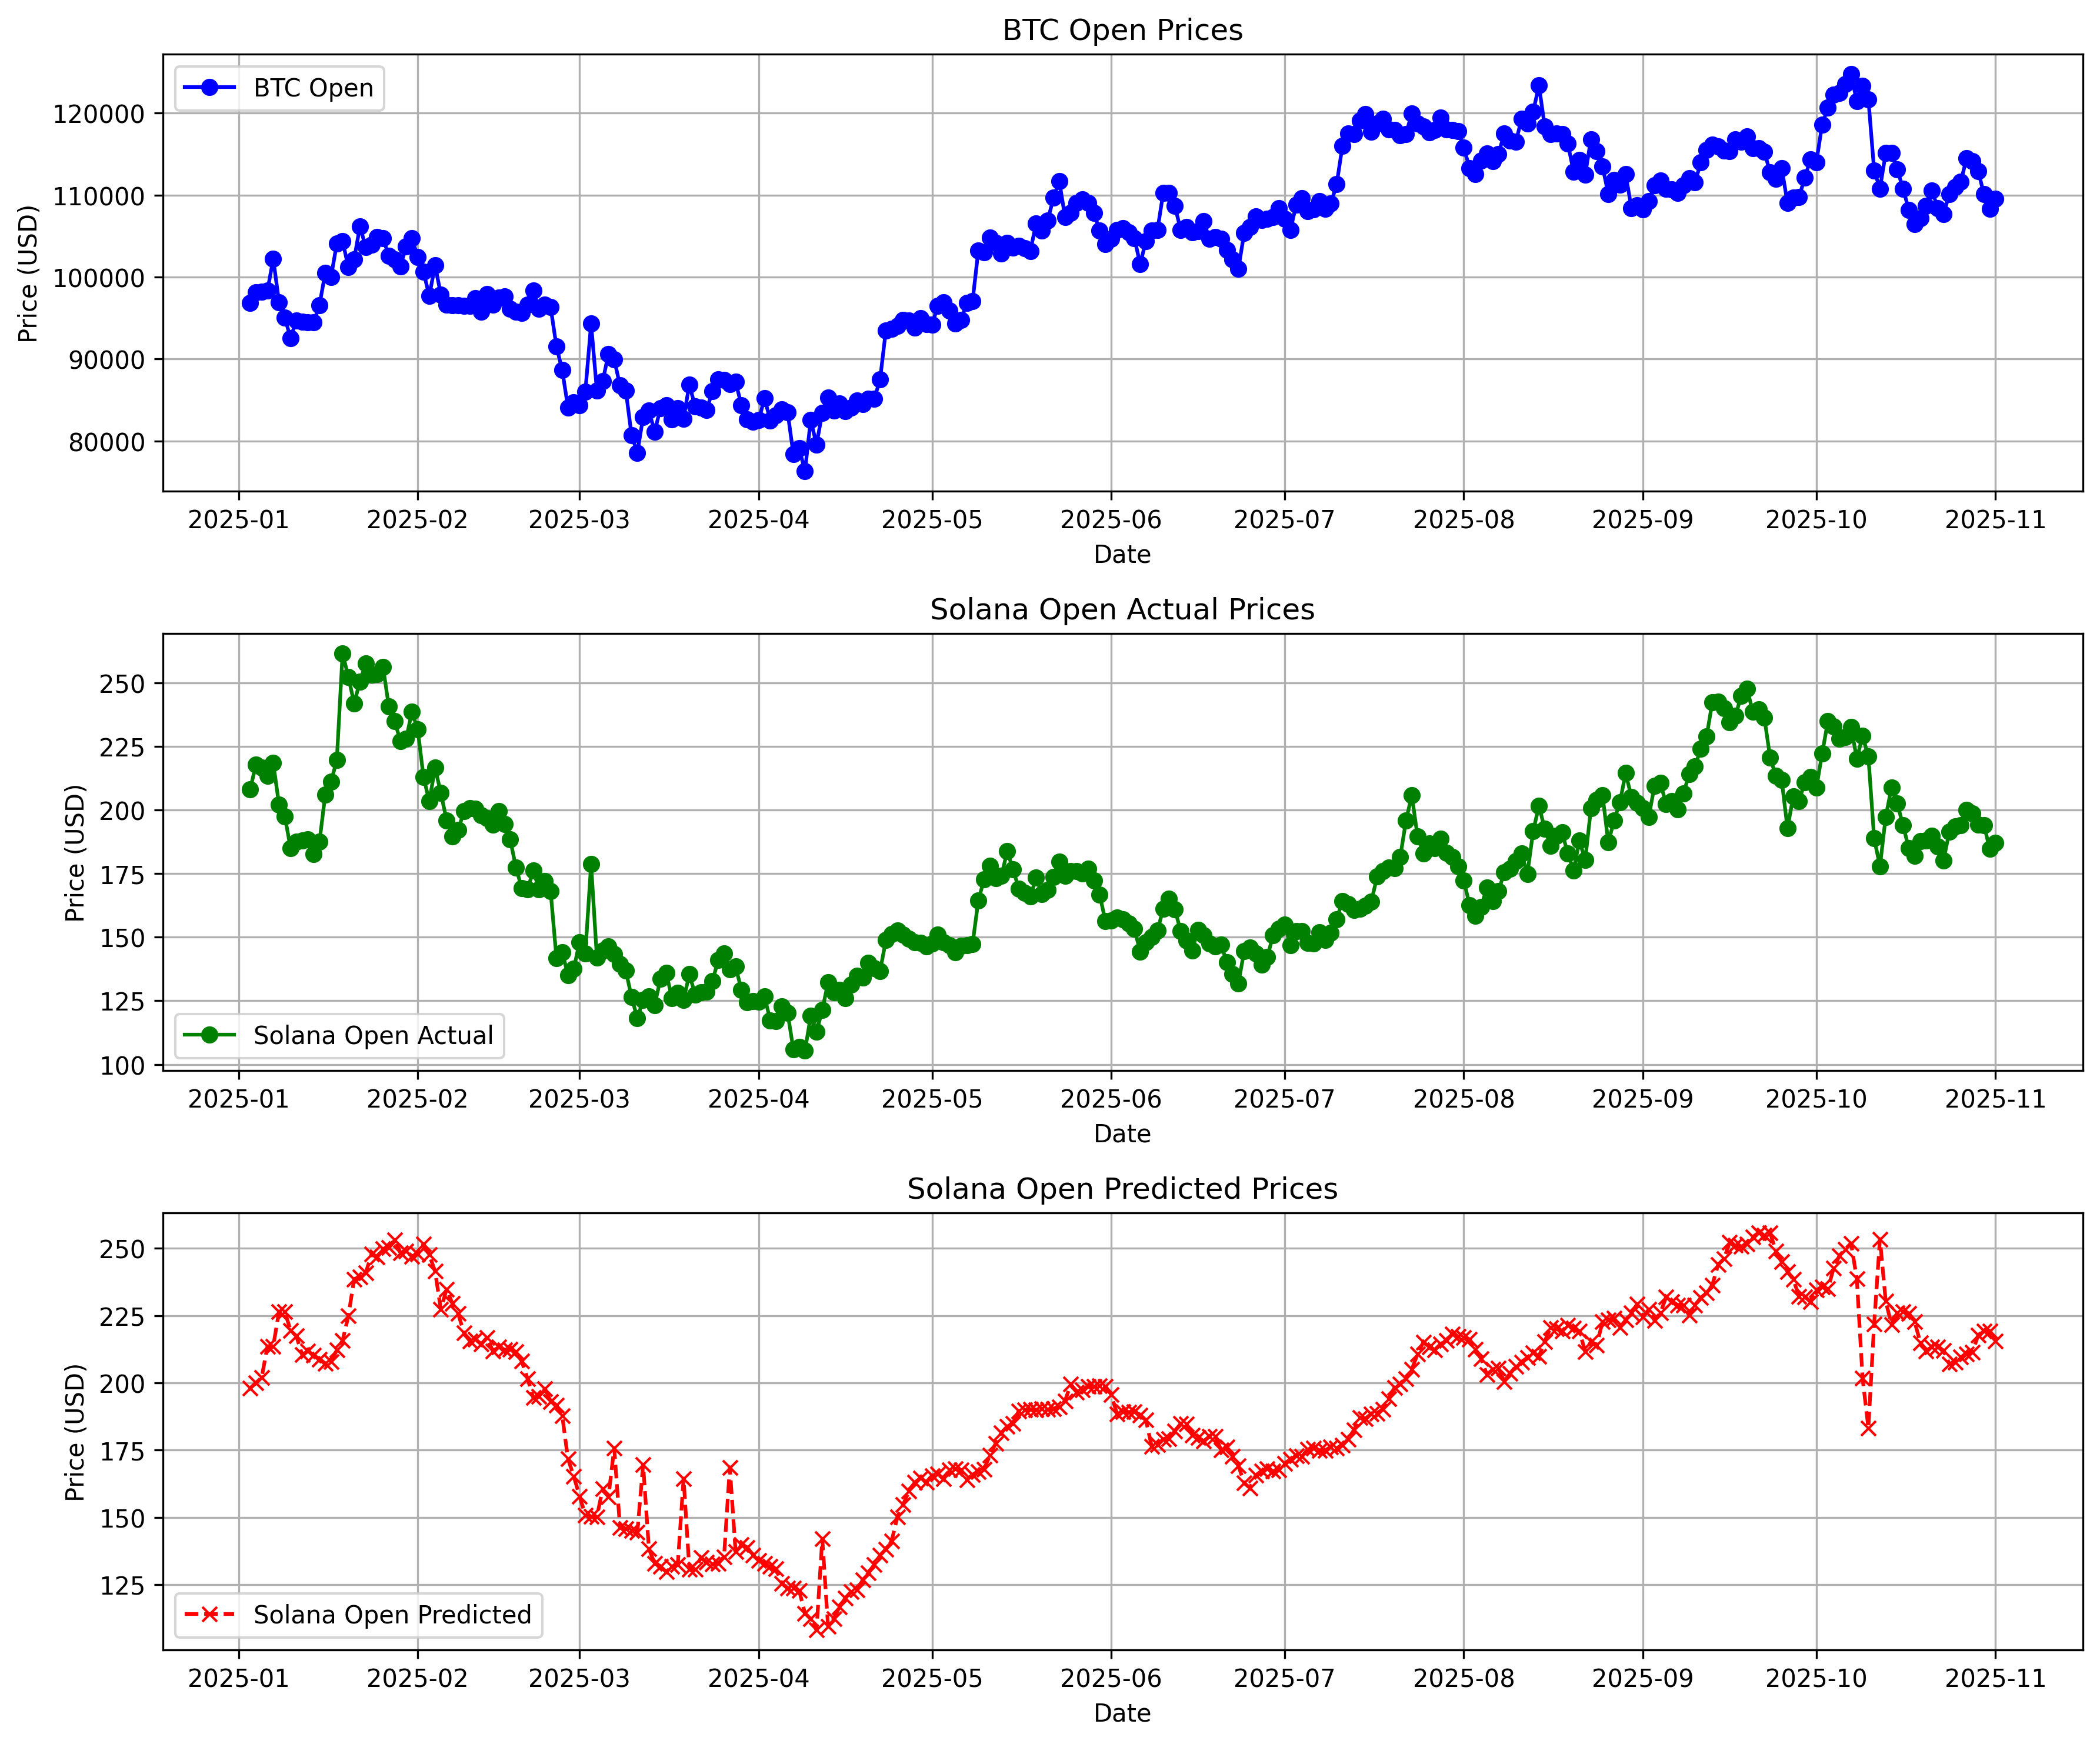 BTC Open Prices
BTC Open
120000
110000
100000
90000
80000
Price (USD)
2025-01 2025-02 2025-03 2025-04 2025-05 2025-06 2025-07 2025-08 2025-09 2025-10 2025-11
Date
Solana Open Actual Prices
250
225
200
175
150
125
100
Price (USD)
Solana Open Actual
2025-01 2025-02 2025-03 2025-04 2025-05 2025-06 2025-07 2025-08 2025-09 2025-10 2025-11
Date
Solana Open Predicted Prices
250
225
200
175
150
125
Price (USD)
Solana Open Predicted
2025-01 2025-02 2025-03 2025-04 2025-05 2025-06 2025-07 2025-08 2025-09 2025-10 2025-11
Date